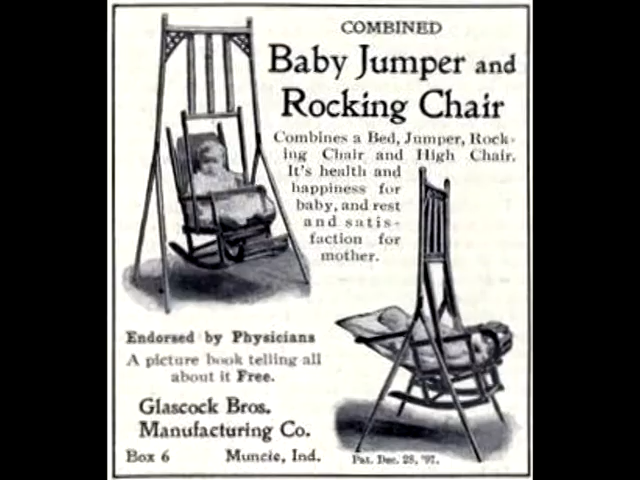 COMBINED
Baby Jumper and
Rocking Chair
Combines a Bed, Jumper, Rock-
ing Chair and High Chair.
It's health and
happiness for
baby, and rest
and satis-
faction for
mother.
Endorsed by Physicians
A picture book telling all
about it Free.
Glascock Bros.
Manufacturing Co.
Box 6 Muncie, Ind.
Pat. Dec. 28, '97.